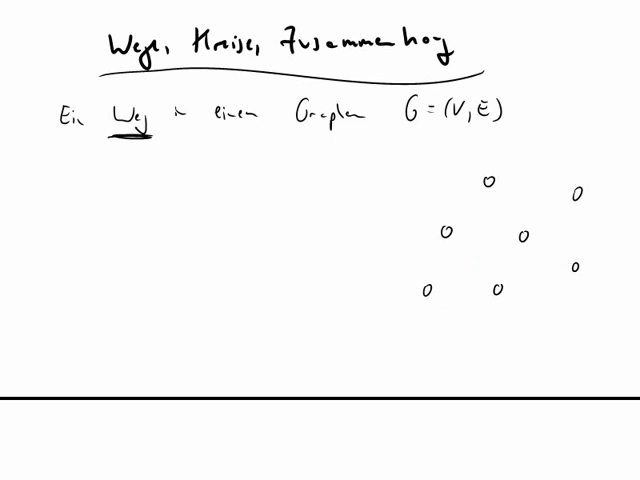 Wege, Kreise, Zusammenhang
Ein Weg in einem Graphen G = (V, E)